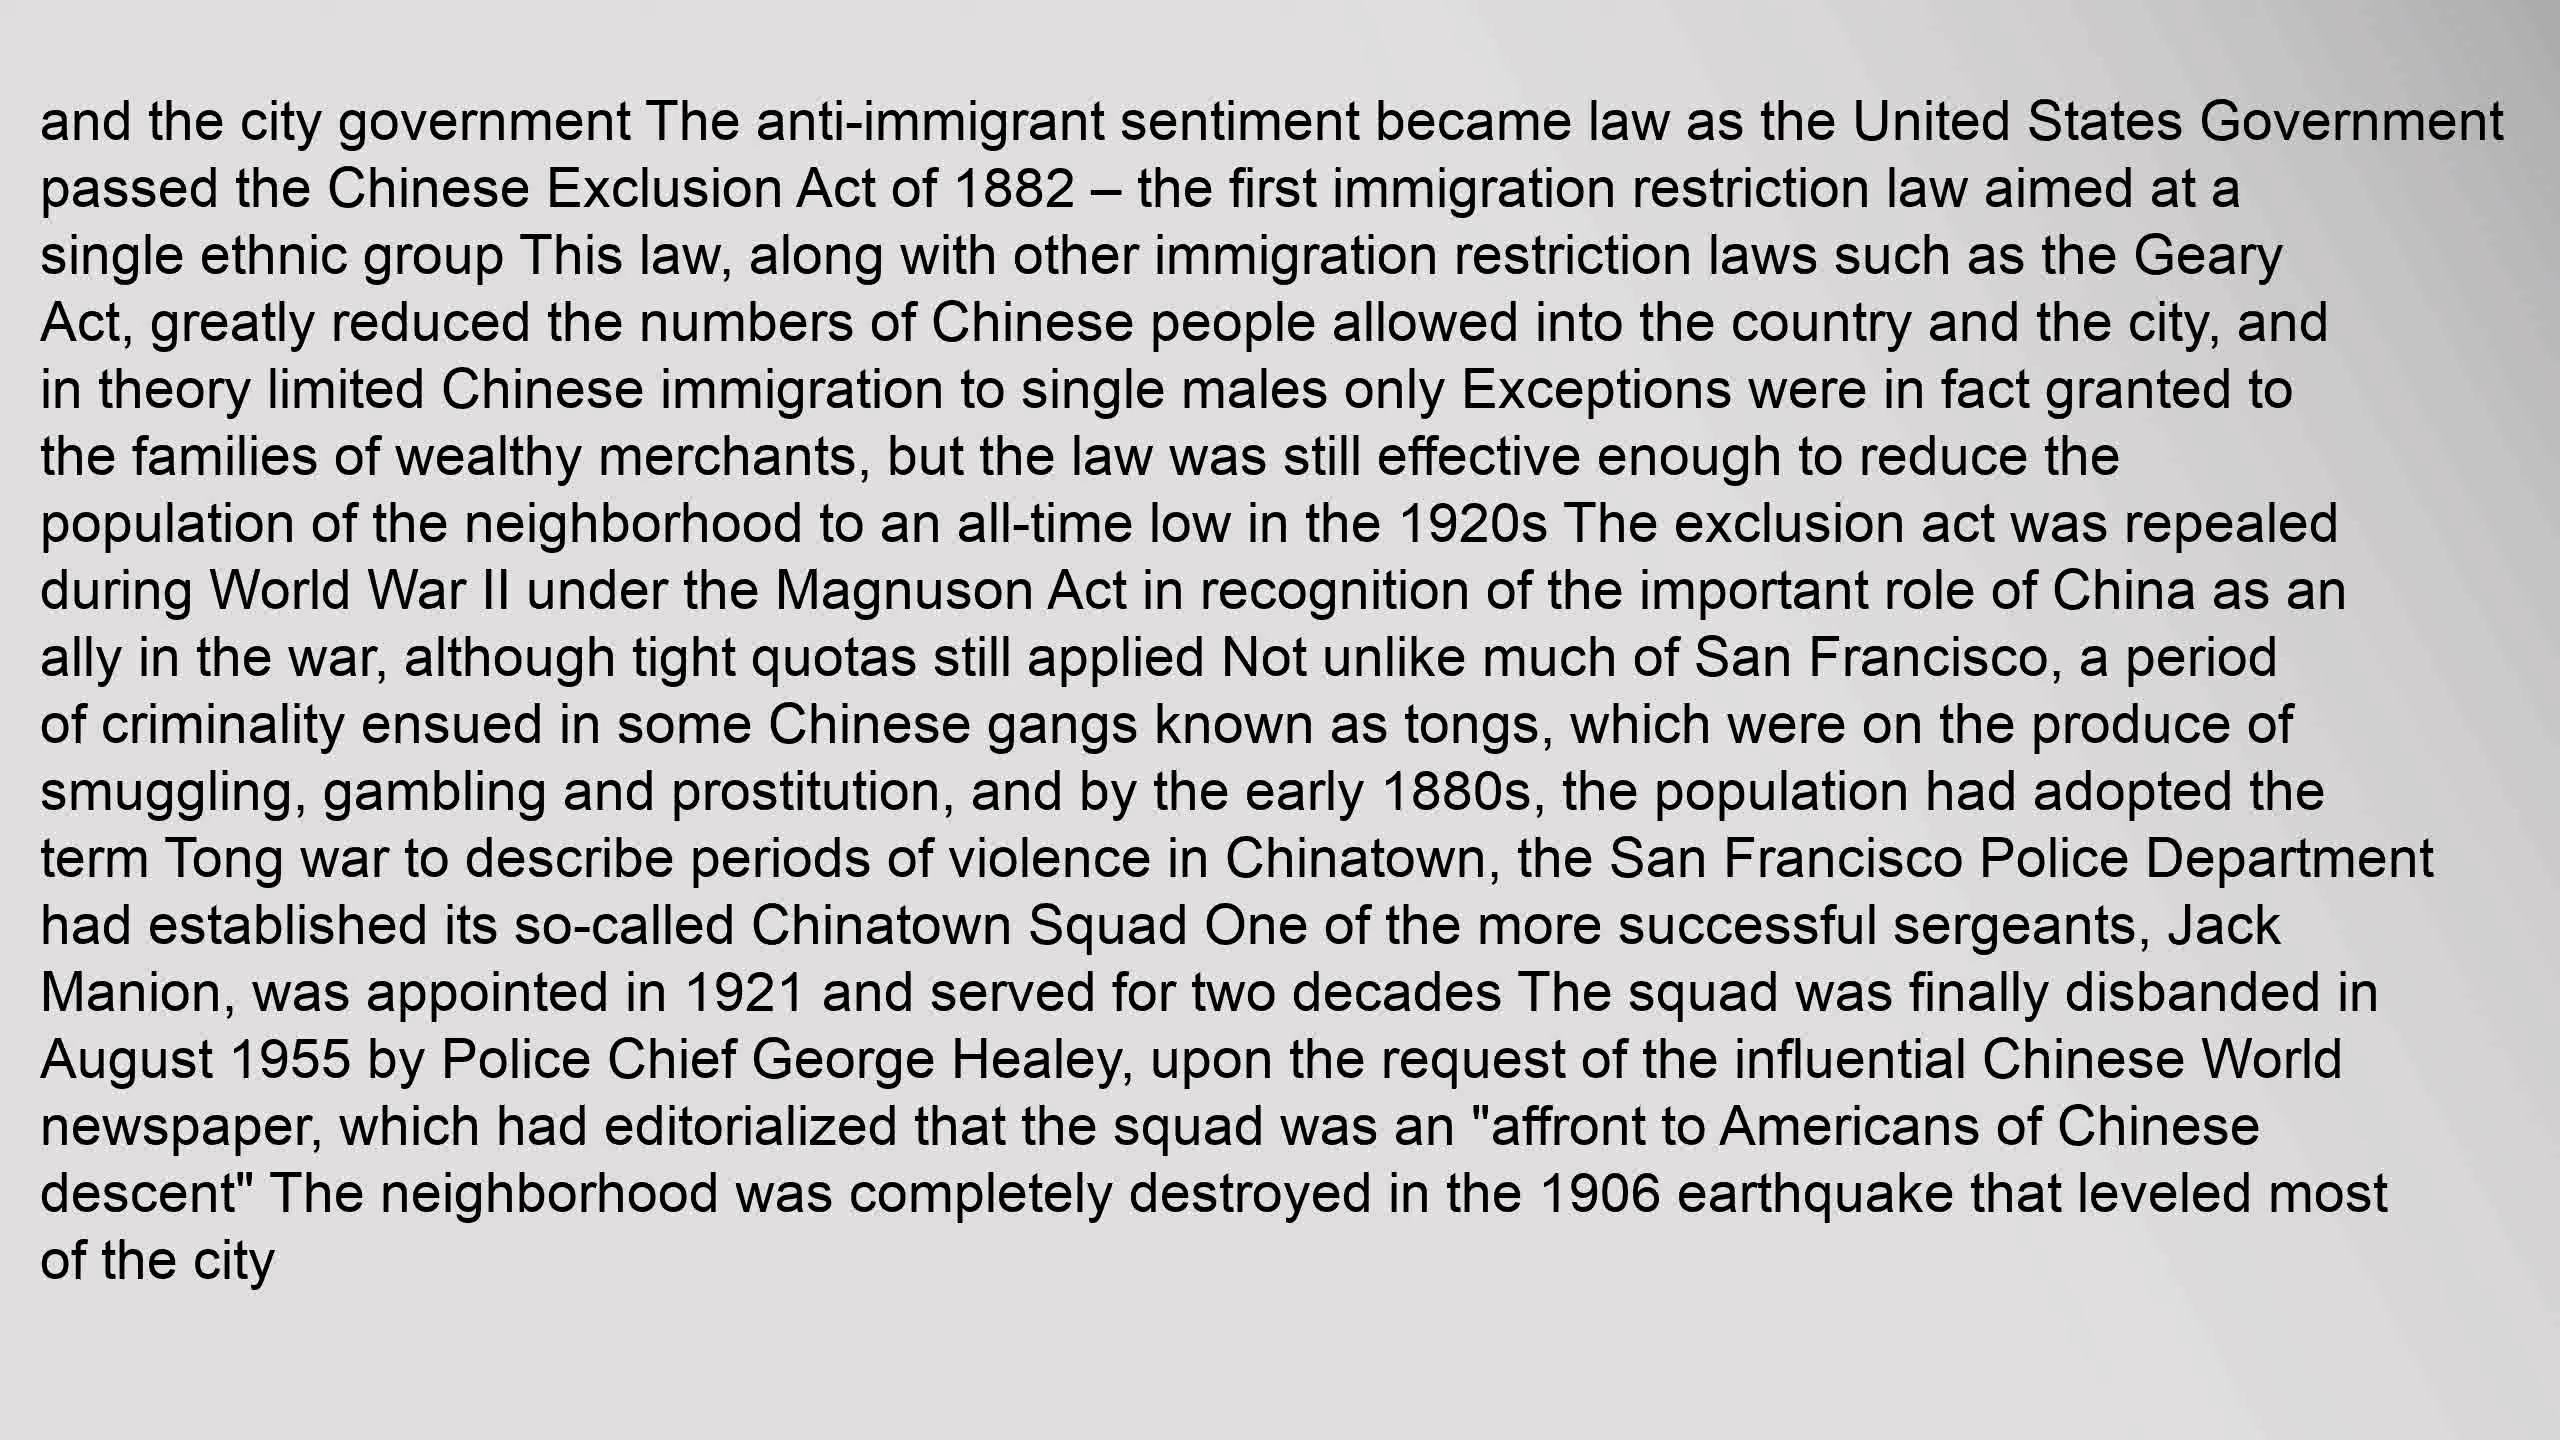 and the city government The anti-immigrant sentiment became law as the United States Government
passed the Chinese Exclusion Act of 1882 – the first immigration restriction law aimed at a
single ethnic group This law, along with other immigration restriction laws such as the Geary
Act, greatly reduced the numbers of Chinese people allowed into the country and the city, and
in theory limited Chinese immigration to single males only Exceptions were in fact granted to
the families of wealthy merchants, but the law was still effective enough to reduce the
population of the neighborhood to an all-time low in the 1920s The exclusion act was repealed
during World War II under the Magnuson Act in recognition of the important role of China as an
ally in the war, although tight quotas still applied Not unlike much of San Francisco, a period
of criminality ensued in some Chinese gangs known as tongs, which were on the produce of
smuggling, gambling and prostitution, and by the early 1880s, the population had adopted the
term Tong war to describe periods of violence in Chinatown, the San Francisco Police Department
had established its so-called Chinatown Squad One of the more successful sergeants, Jack
Manion, was appointed in 1921 and served for two decades The squad was finally disbanded in
August 1955 by Police Chief George Healey, upon the request of the influential Chinese World
newspaper, which had editorialized that the squad was an "affront to Americans of Chinese
descent" The neighborhood was completely destroyed in the 1906 earthquake that leveled most
of the city